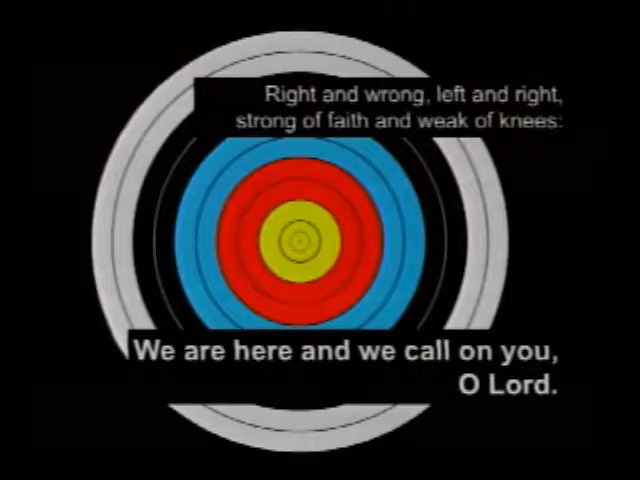 Right and wrong, left and right,
strong of faith and weak of knees:
We are here and we call on you,
O Lord.